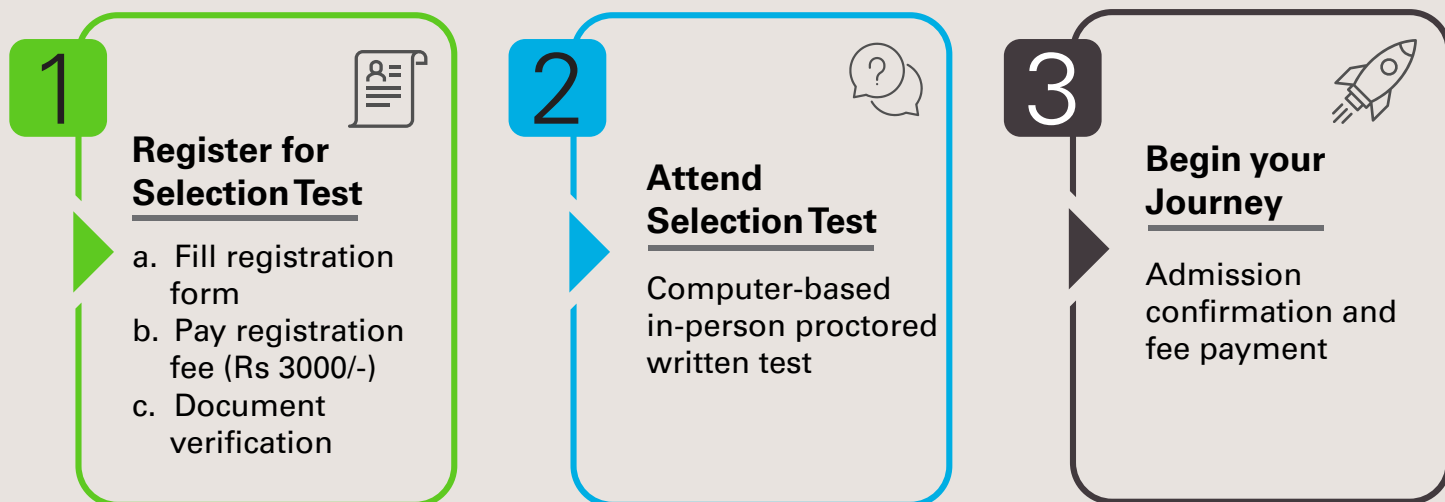 1
Register for
Selection Test
a. Fill registration
form
b. Pay registration
fee (Rs 3000/-)
c. Document
verification
2
?
Attend
Selection Test
Computer-based
in-person proctored
written test
3
Begin your
Journey
Admission
confirmation and
fee payment